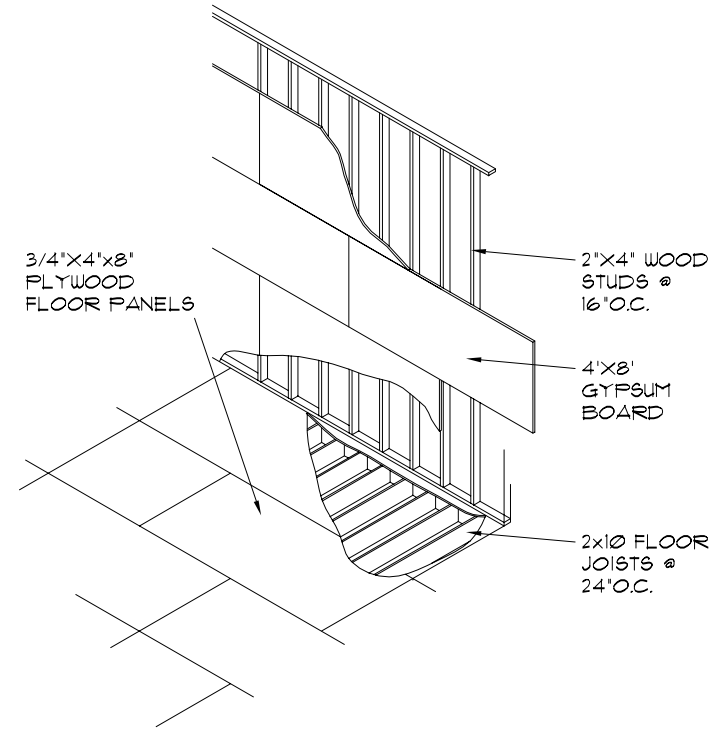 3/4"X4"x8"
PLYWOOD
FLOOR PANELS
2"X4" WOOD
STUDS @
16"O.C.
4'X8'
GYPSUM
BOARD
2x10 FLOOR
JOISTS @
24"O.C.